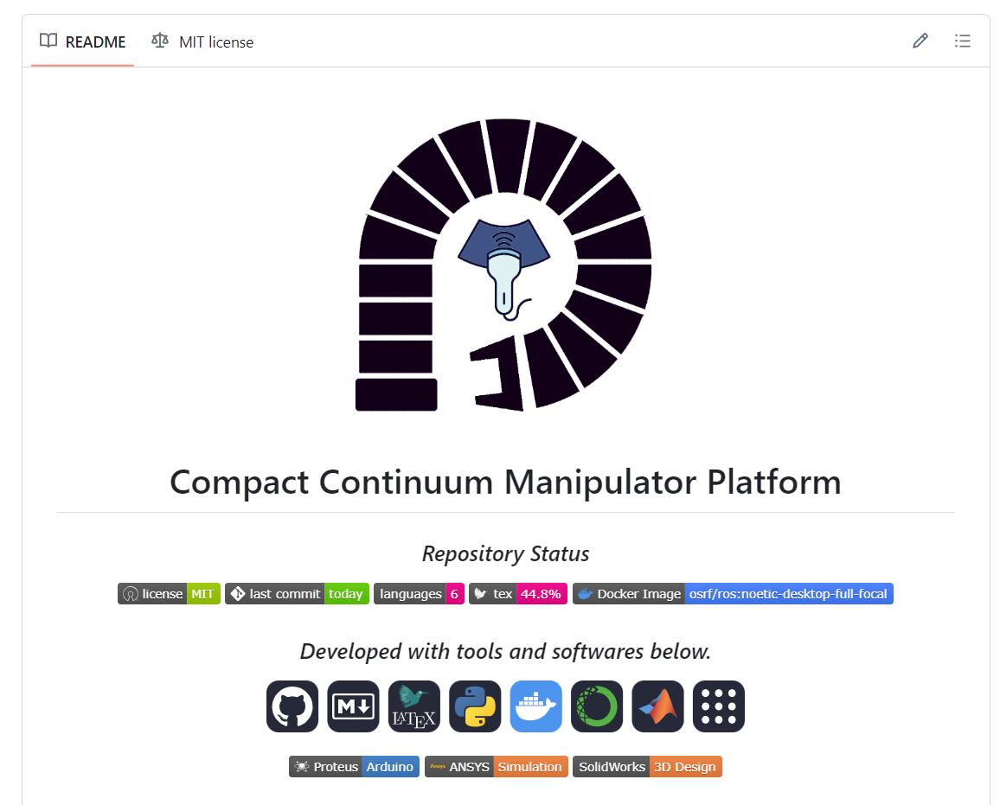 README MIT license
Compact Continuum Manipulator Platform
Repository Status
license MIT last commit today languages 6 tex 44.8% Docker Image osrf/ros:noetic-desktop-full-focal
Developed with tools and softwares below.
M LATEX
Proteus Arduino Ansys ANSYS Simulation SolidWorks 3D Design